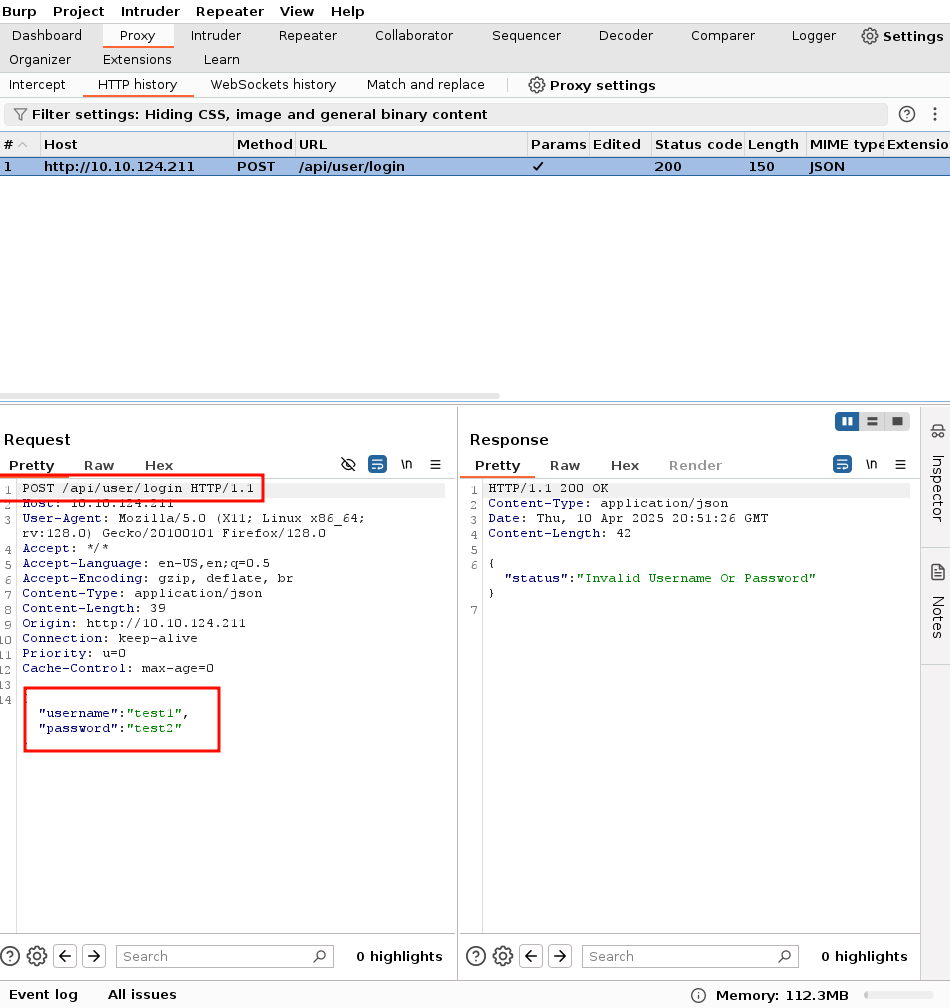 Burp Project Intruder Repeater View Help
Dashboard Proxy Intruder Repeater Collaborator Sequencer Decoder Comparer Logger Settings
Organizer Extensions Learn
Intercept HTTP history WebSockets history Match and replace Proxy settings
Filter settings: Hiding CSS, image and general binary content
# Host Method URL Params Edited Status code Length MIME type Extensio
1 http://10.10.124.211 POST /api/user/login ✓ 200 150 JSON
Request
Pretty Raw Hex \n
1 POST /api/user/login HTTP/1.1
2 Host: 10.10.124.211
3 User-Agent: Mozilla/5.0 (X11; Linux x86_64;
rv:128.0) Gecko/20100101 Firefox/128.0
4 Accept: */*
5 Accept-Language: en-US,en;q=0.5
6 Accept-Encoding: gzip, deflate, br
7 Content-Type: application/json
8 Content-Length: 39
9 Origin: http://10.10.124.211
10 Connection: keep-alive
11 Priority: u=0
12 Cache-Control: max-age=0
13
14
"username":"test1",
"password":"test2"
Search 0 highlights
Response
Pretty Raw Hex Render \n
1 HTTP/1.1 200 OK
2 Content-Type: application/json
3 Date: Thu, 10 Apr 2025 20:51:26 GMT
4 Content-Length: 42
5
6 {
"status":"Invalid Username Or Password"
}
7
Search 0 highlights
Inspector
Notes
Event log All issues Memory: 112.3MB